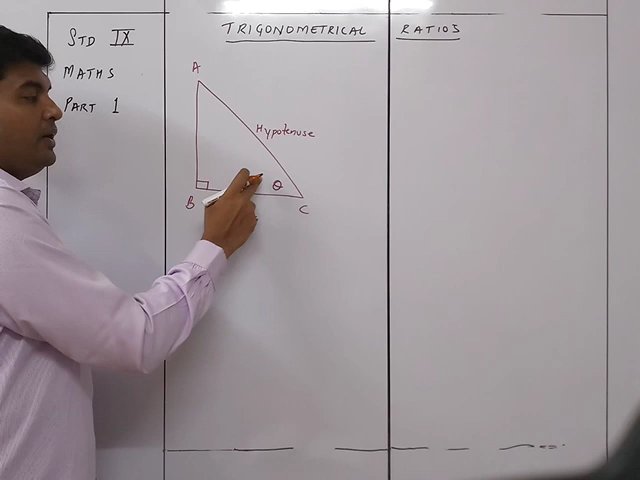 STD IX
MATHS
PART 1
TRIGONOMETRICAL RATIOS
A
Hypotenuse
θ
B
C